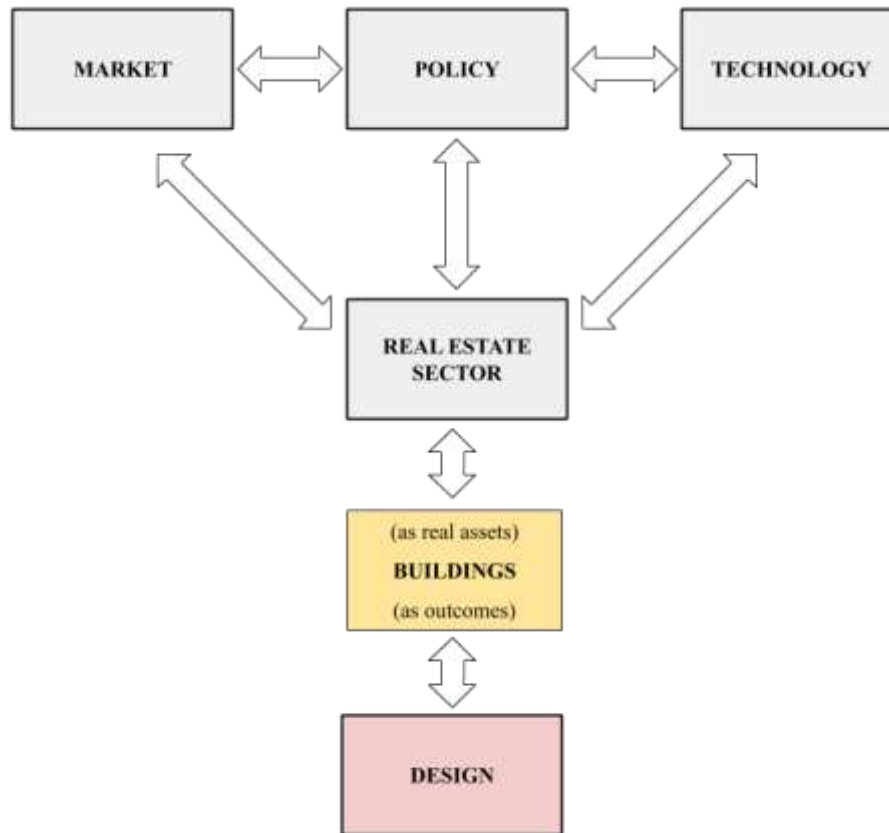 MARKET
POLICY
TECHNOLOGY
REAL ESTATE
SECTOR
(as real assets)
BUILDINGS
(as outcomes)
DESIGN